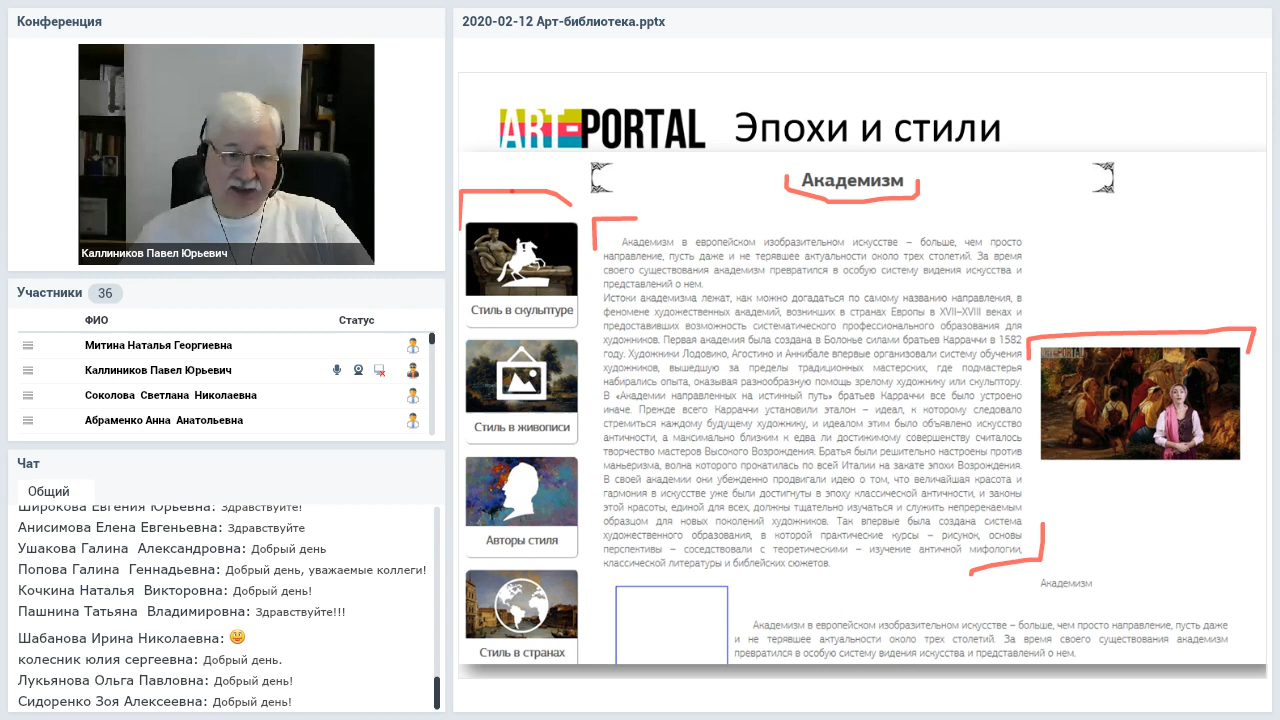 Конференция
Каллиников Павел Юрьевич
Участники 36
ФИО Статус
Митина Наталья Георгиевна
Каллиников Павел Юрьевич
Соколова Светлана Николаевна
Абраменко Анна Анатольевна
Чат
Общий
Широкова Евгения Юрьевна: Здравствуйте!
Анисимова Елена Евгеньевна: Здравствуйте
Ушакова Галина Александровна: Добрый день
Попова Галина Геннадьевна: Добрый день, уважаемые коллеги!
Кочкина Наталья Викторовна: Добрый день!
Пашнина Татьяна Владимировна: Здравствуйте!!!
Шабанова Ирина Николаевна:
колесник юлия сергеевна: Добрый день.
Лукьянова Ольга Павловна: Добрый день!
Сидоренко Зоя Алексеевна: Добрый день!
2020-02-12 Арт-библиотека.pptx
ART-PORTAL Эпохи и стили
Академизм
Стиль в скульптуре
Стиль в живописи
Авторы стиля
Стиль в странах
Академизм в европейском изобразительном искусстве – больше, чем просто
направление, пусть даже и не терявшее актуальности около трех столетий. За время
своего существования академизм превратился в особую систему видения искусства и
представлений о нем.
Истоки академизма лежат, как можно догадаться по самому названию направления, в
феномене художественных академий, возникших в странах Европы в XVII–XVIII веках и
предоставивших возможность систематического профессионального образования для
художников. Первая академия была создана в Болонье силами братьев Карраччи в 1582
году. Художники Лодовико, Агостино и Аннибале впервые организовали систему обучения
художников, вышедшую за пределы традиционных мастерских, где подмастерья
набирались опыта, оказывая разнообразную помощь зрелому художнику или скульптору.
В «Академии направленных на истинный путь» братьев Карраччи все было устроено
иначе. Прежде всего Карраччи установили эталон – идеал, к которому следовало
стремиться каждому будущему художнику, и идеалом этим было объявлено искусство
античности, а максимально близким к едва ли достижимому совершенству считалось
творчество мастеров Высокого Возрождения. Братья были решительно настроены против
маньеризма, волна которого прокатилась по всей Италии на закате эпохи Возрождения.
В своей академии они убежденно продвигали идею о том, что величайшая красота и
гармония в искусстве уже были достигнуты в эпоху классической античности, и законы
этой красоты, единой для всех, должны тщательно изучаться и служить непререкаемым
образцом для новых поколений художников. Так впервые была создана система
художественного образования, в которой практические курсы – рисунок, основы
перспективы – соседствовали с теоретическими – изучение античной мифологии,
классической литературы и библейских сюжетов.
ART-PORTAL
Академизм
Академизм в европейском изобразительном искусстве – больше, чем просто направление, пусть даже
и не терявшее актуальности около трех столетий. За время своего существования академизм
превратился в особую систему видения искусства и представлений о нем.